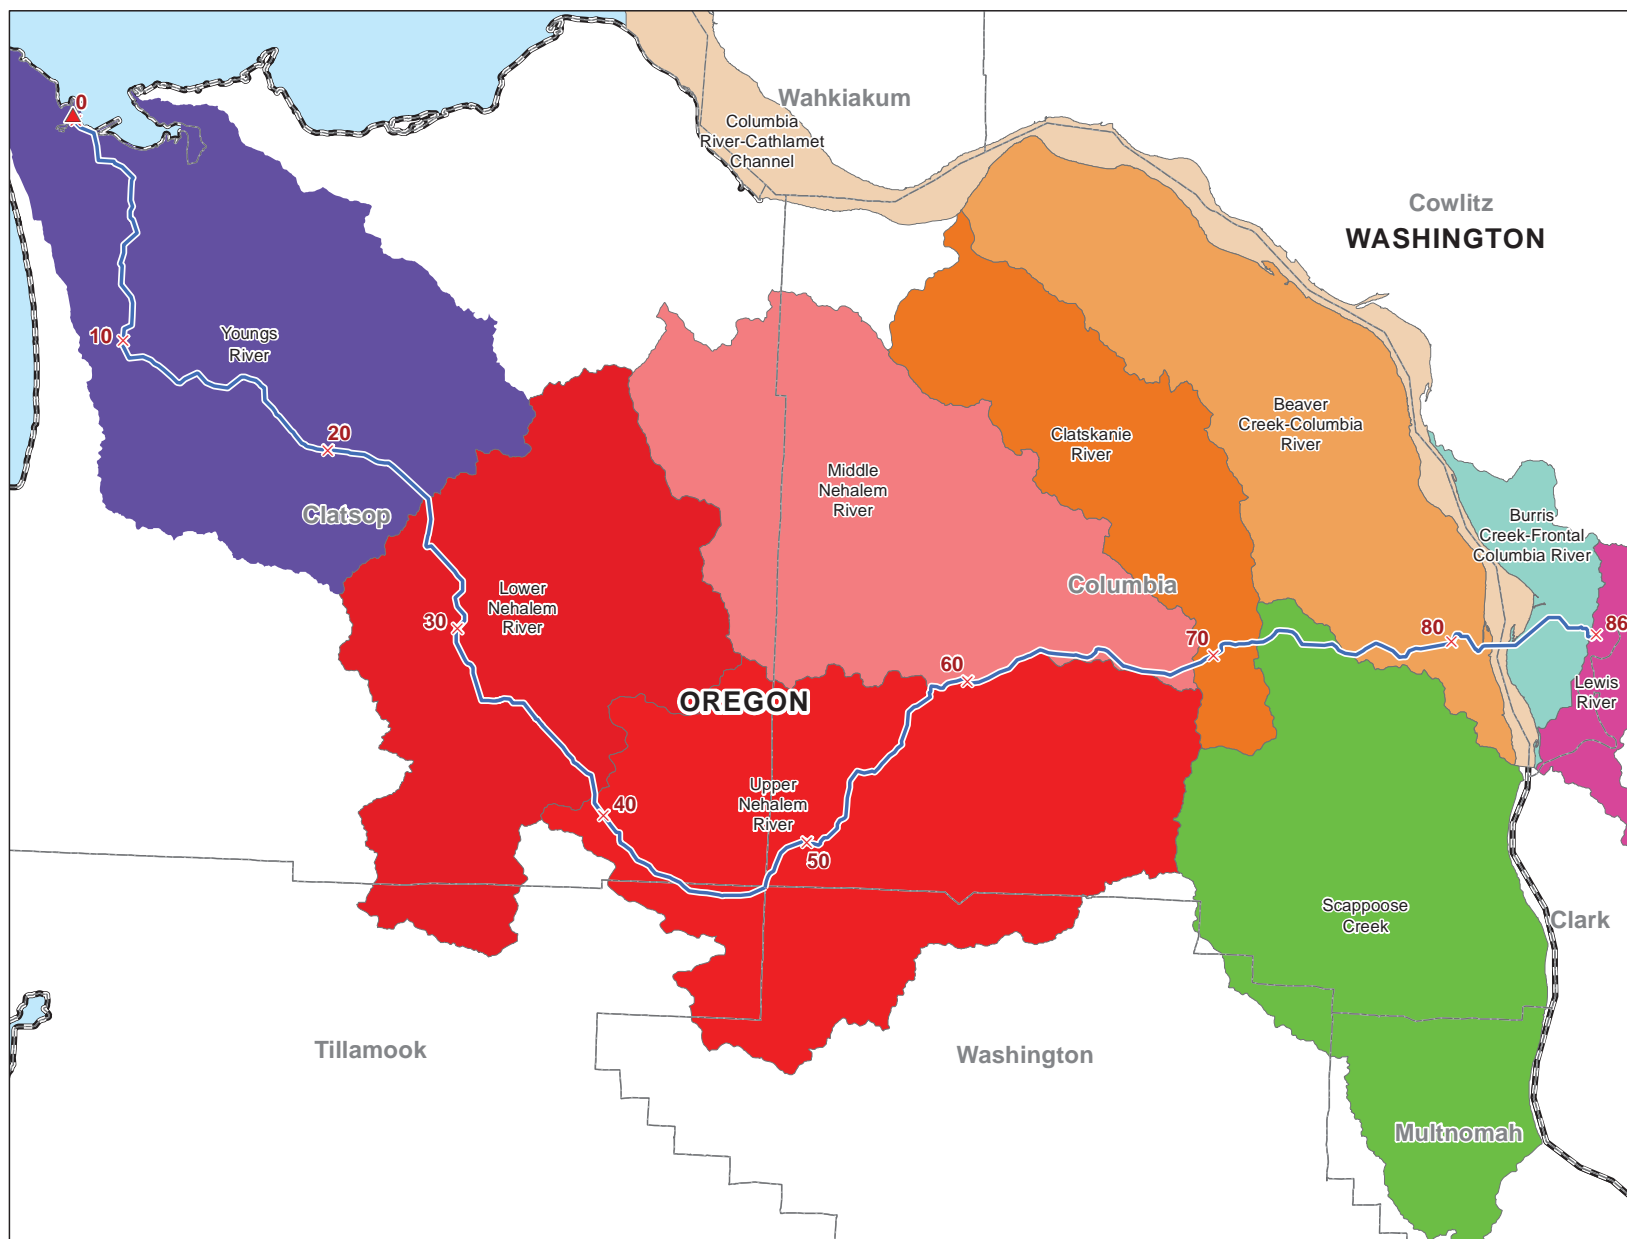 0
Wahkiakum
Columbia
River-Cathlamet
Channel
Cowlitz
WASHINGTON
10
Youngs
River
20
Clatsop
Beaver
Creek-Columbia
River
Clatskanie
River
Middle
Nehalem
River
Burris
Creek-Frontal
Columbia River
Columbia
Lower
Nehalem
River
30
70
80
86
60
OREGON
Lewis
River
Upper
Nehalem
River
40
50
Scappoose
Creek
Clark
Tillamook
Washington
Multnomah